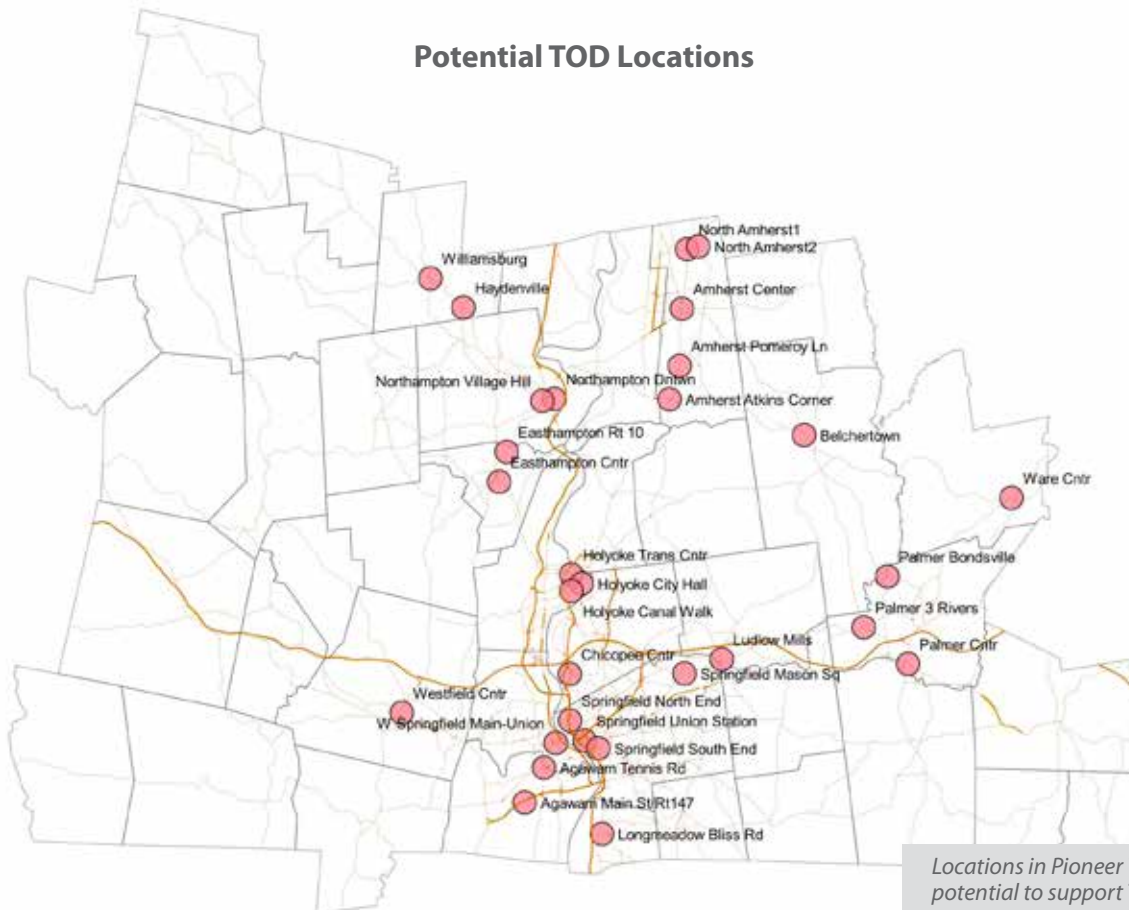 Potential TOD Locations
North Amherst1
North Amherst2
Williamsburg
Haydenville
Amherst Center
Amherst Pomeroy Ln
Northampton Village Hill
Northampton Dntwn
Amherst Atkins Corner
Easthampton Rt 10
Belchertown
Easthampton Cntr
Ware Cntr
Holyoke Trans Cntr
Palmer Bondsville
Holyoke City Hall
Holyoke Canal Walk
Palmer 3 Rivers
Ludlow Mills
Palmer Cntr
Chicopee Cntr
Springfield Mason Sq
Westfield Cntr
Springfield North End
W Springfield Main-Union
Springfield Union Station
Springfield South End
Agawam Tennis Rd
Agawam Main St/Rt147
Longmeadow Bliss Rd
Locations in Pioneer
potential to support